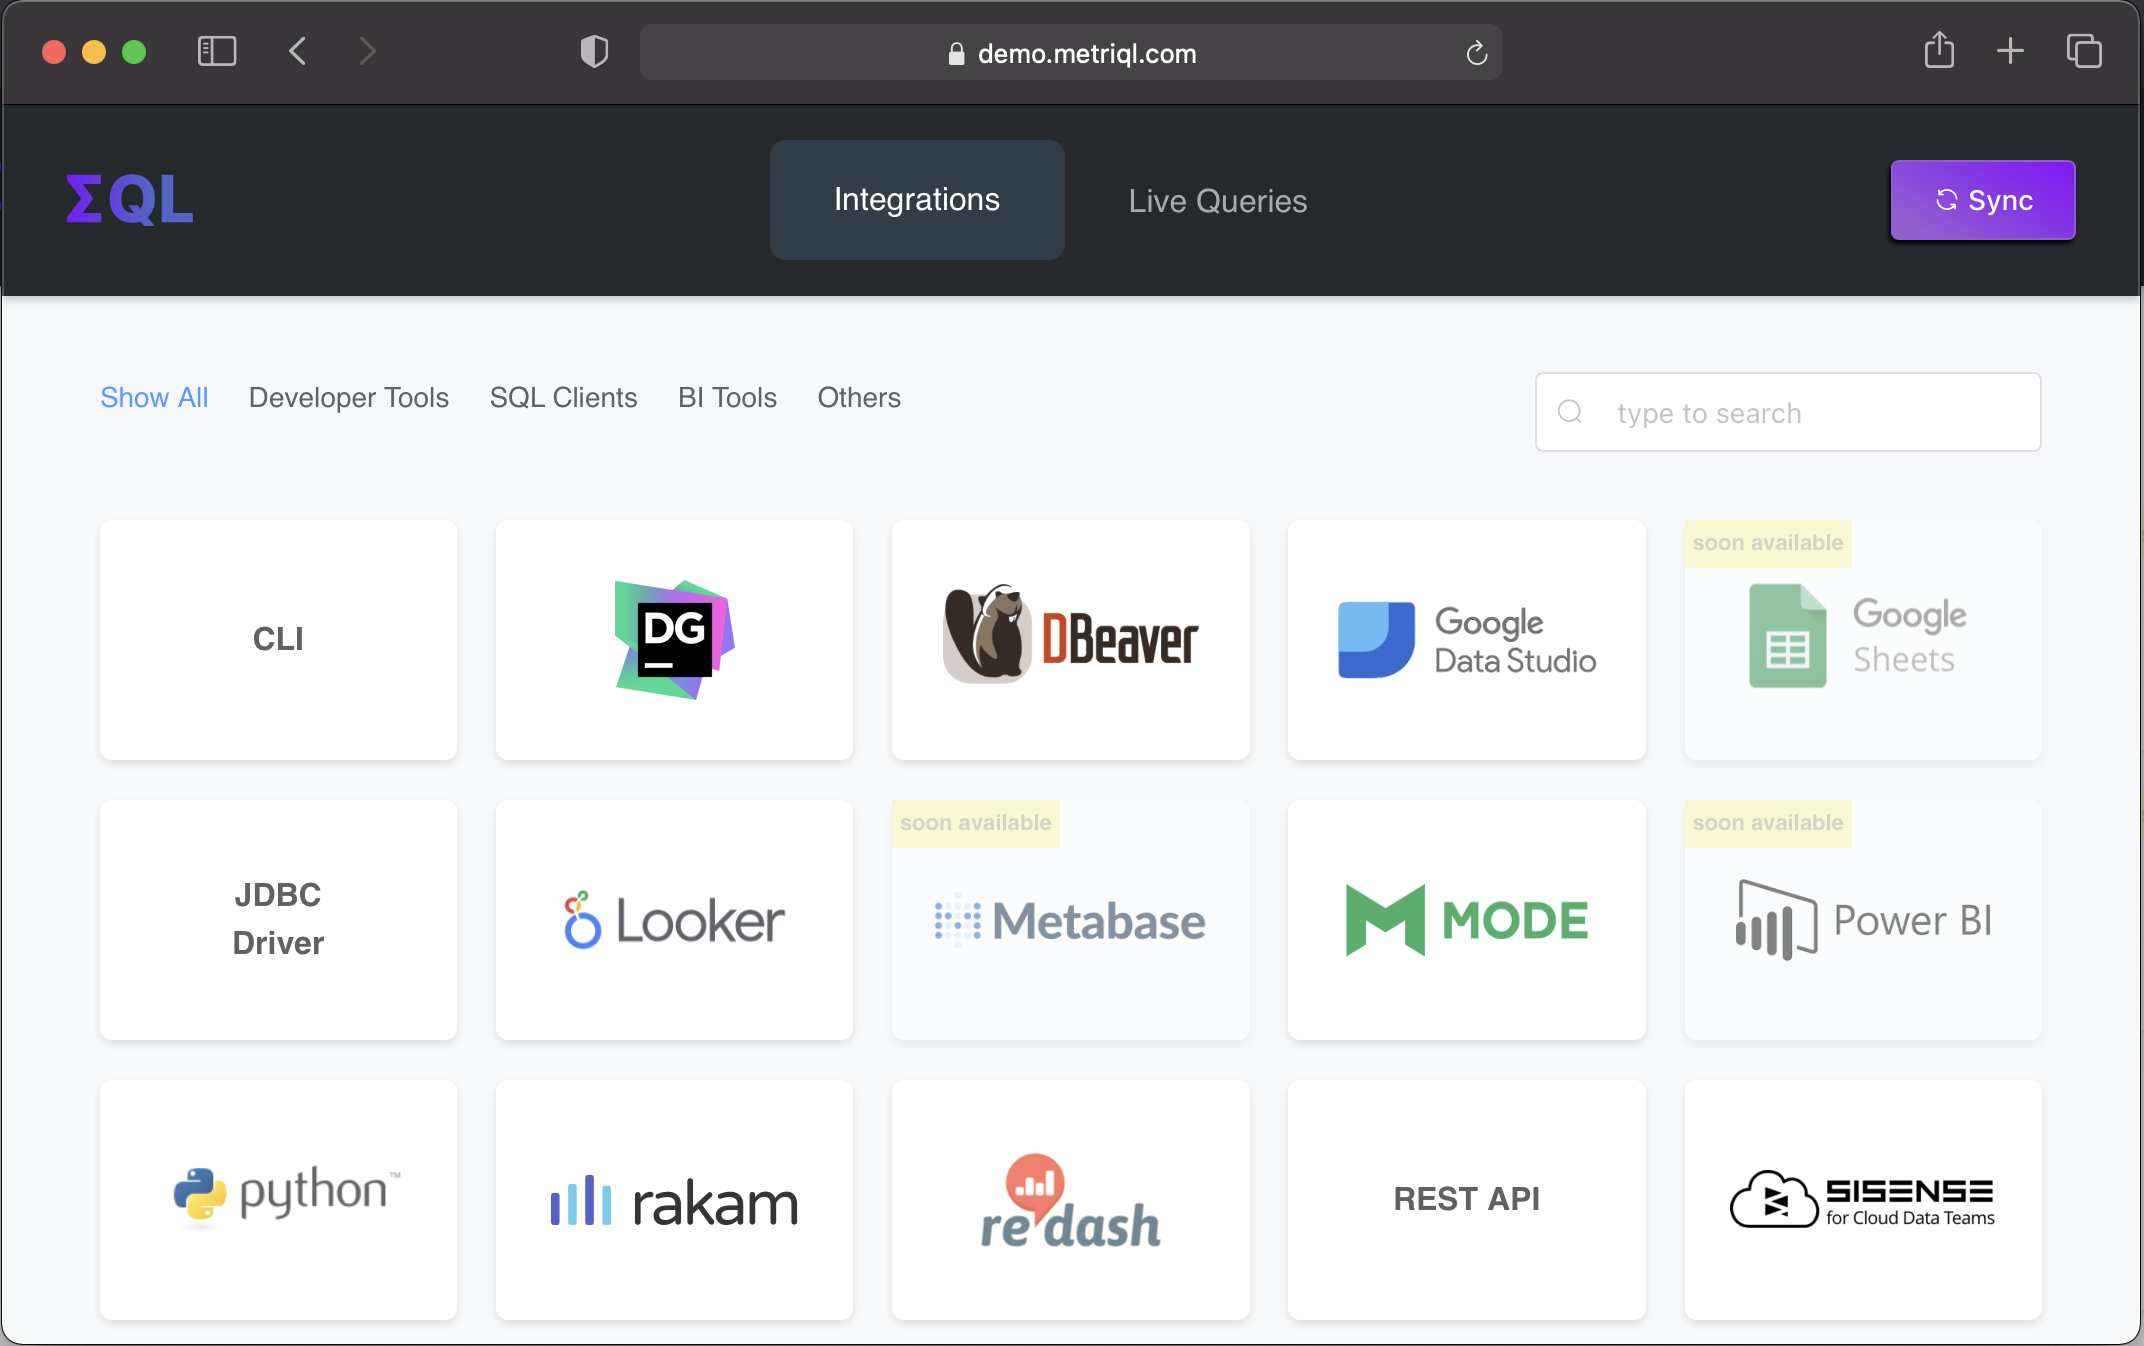 demo.metriql.com
ΣQL
Integrations
Live Queries
Sync
Show All
Developer Tools
SQL Clients
BI Tools
Others
type to search
CLI
DG
DBeaver
Google
Data Studio
soon available
Google
Sheets
JDBC
Driver
Looker
soon available
Metabase
MODE
soon available
Power BI
python™
rakam
redash
REST API
SISENSE
for Cloud Data Teams